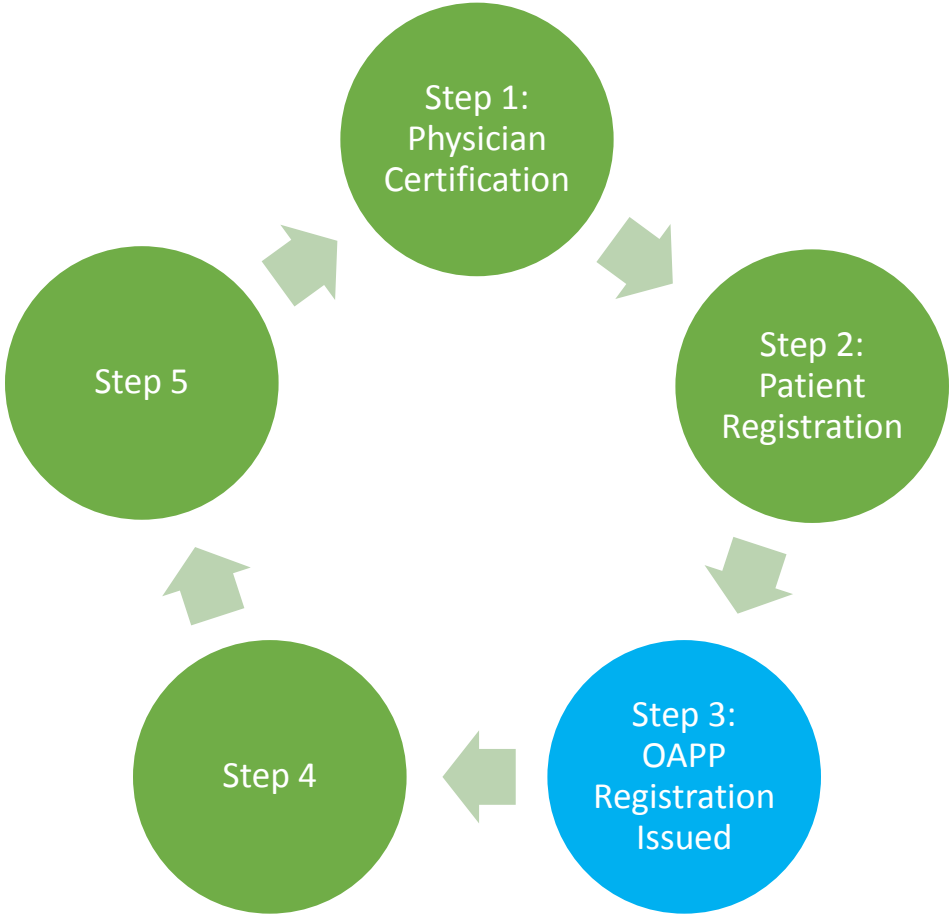 Step 1:
Physician
Certification
Step 2:
Patient
Registration
Step 3:
OAPP
Registration
Issued
Step 4
Step 5